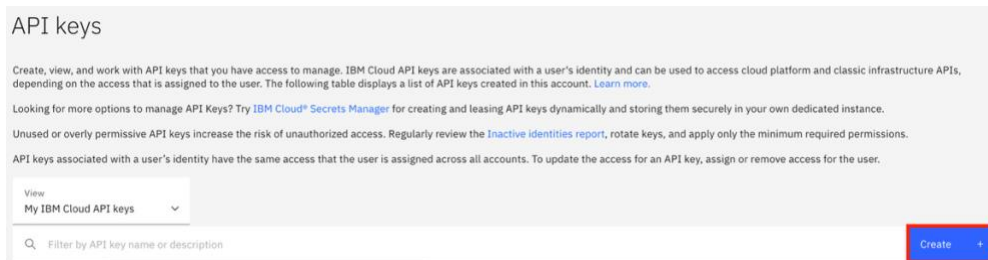 API keys
Create, view, and work with API keys that you have access to manage. IBM Cloud API keys are associated with a user's identity and can be used to access cloud platform and classic infrastructure APIs,
depending on the access that is assigned to the user. The following table displays a list of API keys created in this account. Learn more.
Looking for more options to manage API Keys? Try IBM Cloud® Secrets Manager for creating and leasing API keys dynamically and storing them securely in your own dedicated instance.
Unused or overly permissive API keys increase the risk of unauthorized access. Regularly review the Inactive identities report, rotate keys, and apply only the minimum required permissions.
API keys associated with a user's identity have the same access that the user is assigned across all accounts. To update the access for an API key, assign or remove access for the user.
View
My IBM Cloud API keys
Filter by API key name or description
Create +